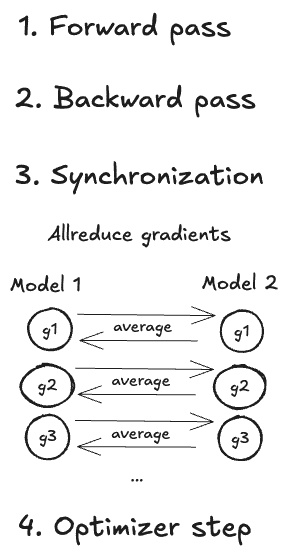 1. Forward pass
2. Backward pass
3. Synchronization
Allreduce gradients
Model 1
Model 2
g1
average
g1
g2
average
g2
g3
average
g3
...
4. Optimizer step